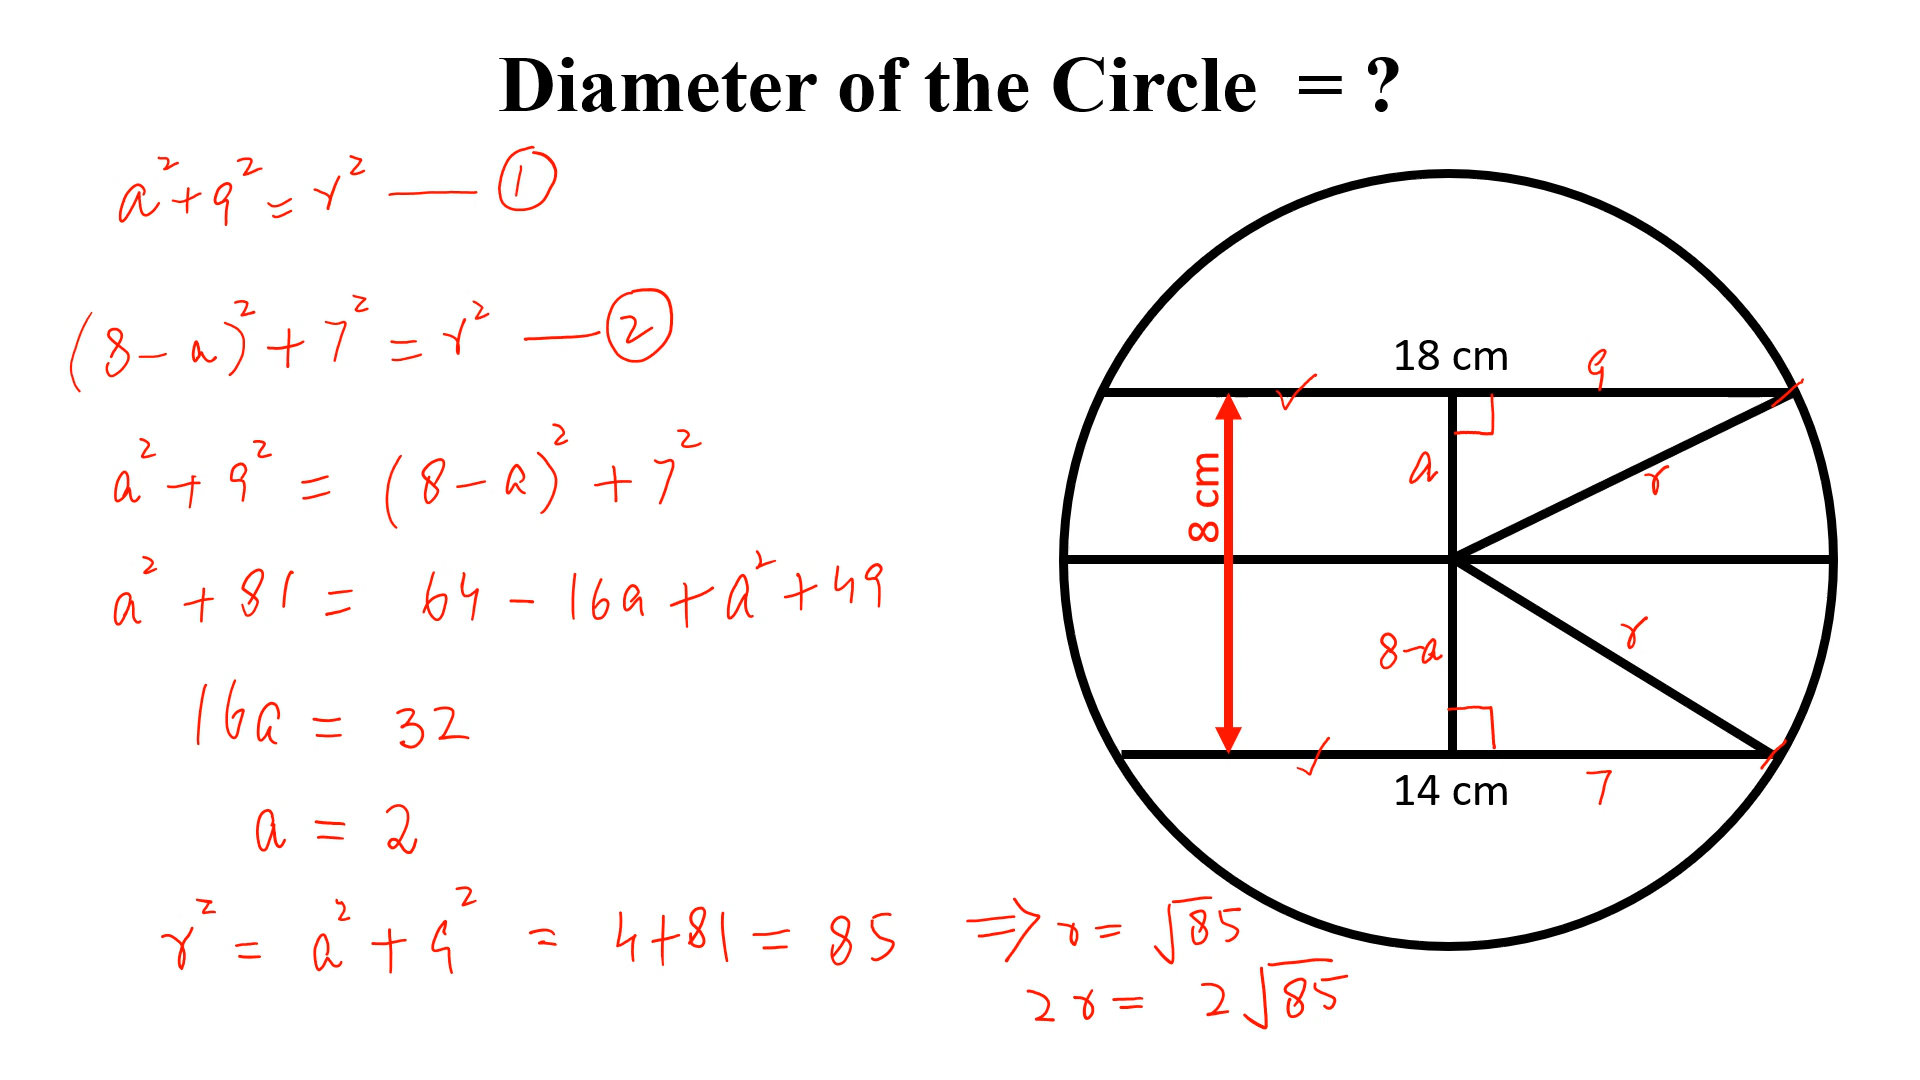 Diameter of the Circle = ?
a² + 9² = r² —— ①
(8 - a)² + 7² = r² —— ②
a² + 9² = (8 - a)² + 7²
a² + 81 = 64 - 16a + a² + 49
16a = 32
a = 2
r² = a² + 9² = 4 + 81 = 85 ⇒ r = √85
2r = 2√85
18 cm
9
8 cm
a
r
8-a
r
14 cm
7